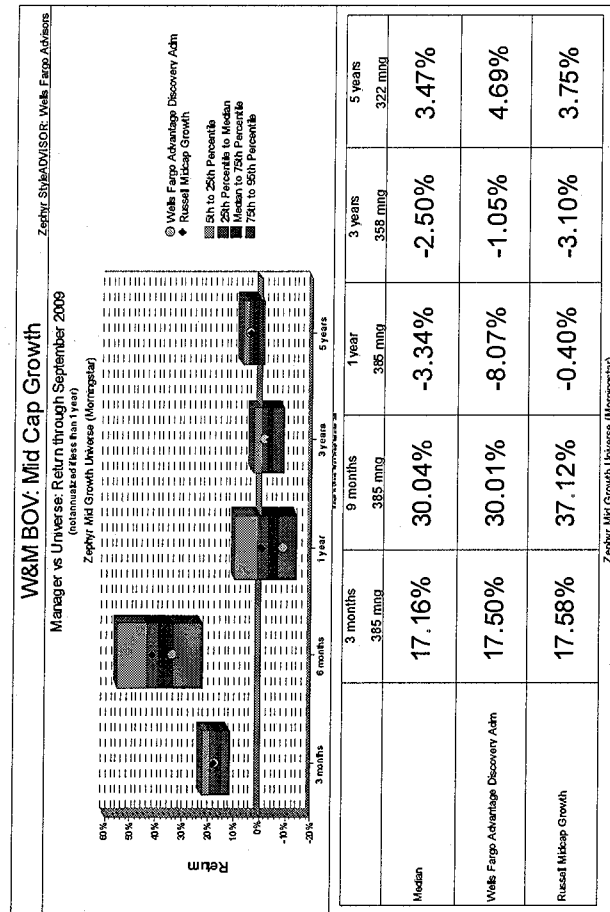 W&M BOV: Mid Cap Growth
Zephyr StyleADVISOR: Wells Fargo Advisors
Manager vs Universe: Return through September 2009
(not annualized if less than 1 year)
Zephyr Mid Growth Universe (Morningstar)
60%
50%
40%
30%
20%
10%
0%
-10%
-20%
Return
3 months
6 months
1 year
3 years
5 years
Wells Fargo Advantage Discovery Adm
Russell Midcap Growth
5th to 25th Percentile
25th Percentile to Median
Median to 75th Percentile
75th to 95th Percentile
3 months 9 months 1 year 3 years 5 years
385 mng 385 mng 385 mng 358 mng 322 mng
Median 17.16% 30.04% -3.34% -2.50% 3.47%
Wells Fargo Advantage Discovery Adm 17.50% 30.01% -8.07% -1.05% 4.69%
Russell Midcap Growth 17.58% 37.12% -0.40% -3.10% 3.75%
Zephyr Mid Growth Universe (Morningstar)